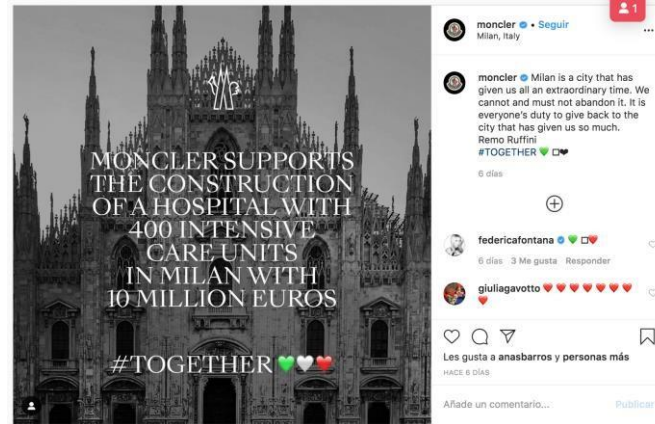 MONCLER SUPPORTS
THE CONSTRUCTION
OF A HOSPITAL WITH
400 INTENSIVE
CARE UNITS
IN MILAN WITH
10 MILLION EUROS
#TOGETHER 💚🤍❤️
1
moncler • Seguir
Milan, Italy
moncler Milan is a city that has
given us all an extraordinary time. We
cannot and must not abandon it. It is
everyone's duty to give back to the
city that has given us so much.
Remo Ruffini
#TOGETHER 💚 □❤
6 días
federicafontana 💚 □❤️
6 días 3 Me gusta Responder
giuliagavotto ❤️ ❤️ ❤️ ❤️ ❤️ ❤️ ❤️
❤️
Les gusta a anasbarros y personas más
HACE 6 DÍAS
Añade un comentario... Publicar